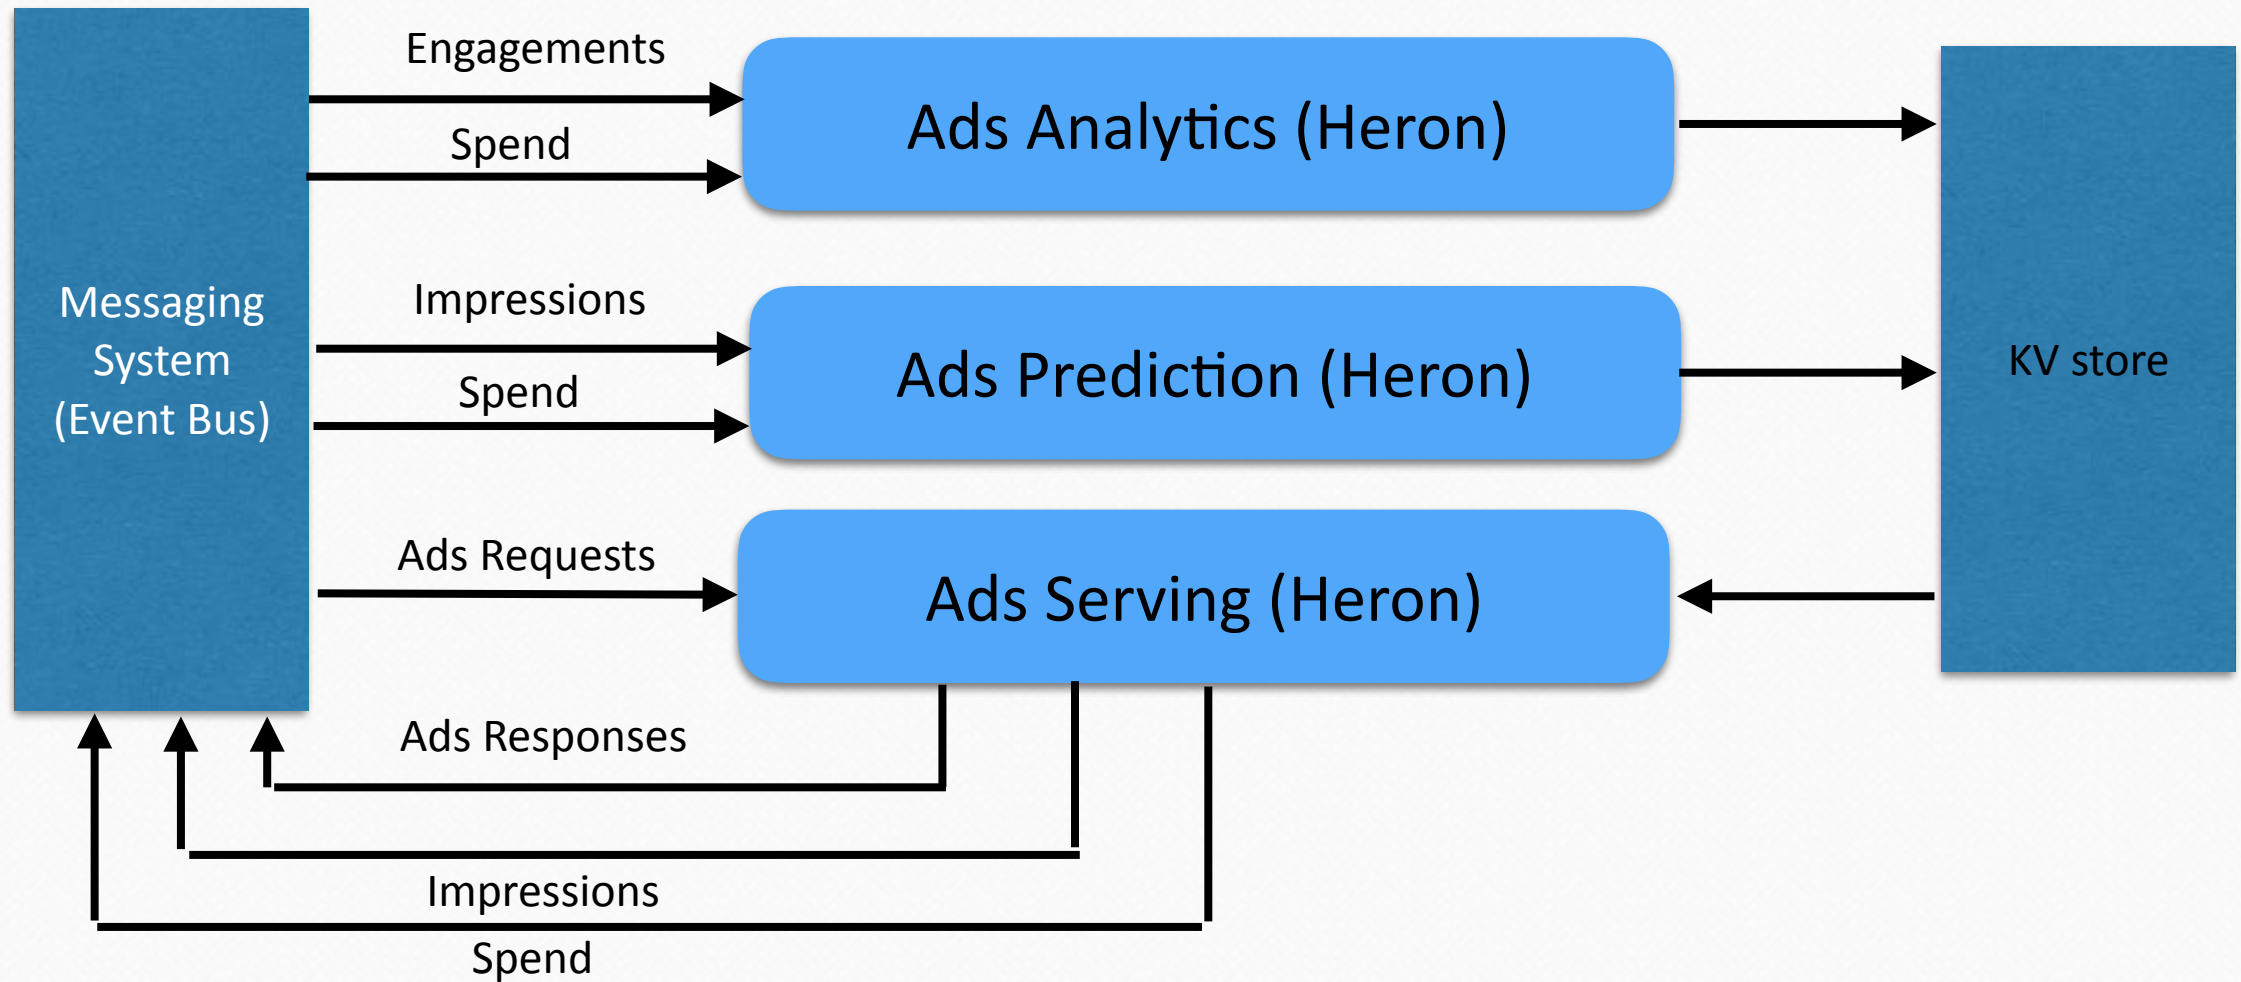 Engagements
Spend
Ads Analytics (Heron)
Messaging
System
(Event Bus)
Impressions
Spend
Ads Prediction (Heron)
KV store
Ads Requests
Ads Serving (Heron)
Ads Responses
Impressions
Spend